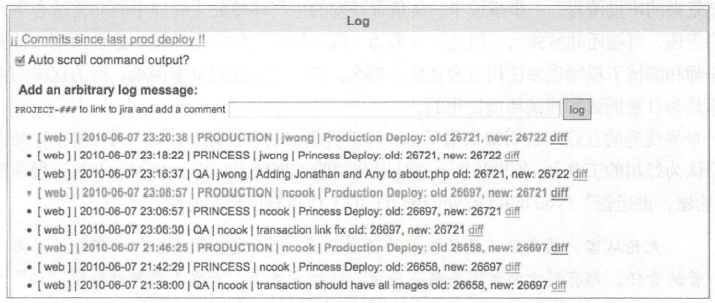 Log
¡¡ Commits since last prod deploy !!
Auto scroll command output?
Add an arbitrary log message:
PROJECT-### to link to jira and add a comment log
• [ web ] | 2010-06-07 23:20:38 | PRODUCTION | jwong | Production Deploy: old 26721, new: 26722 diff
• [ web ] | 2010-06-07 23:18:22 | PRINCESS | jwong | Princess Deploy: old: 26721, new: 26722 diff
• [ web ] | 2010-06-07 23:16:37 | QA | jwong | Adding Jonathan and Any to about.php old: 26721, new: 26722 diff
• [ web ] | 2010-06-07 23:08:57 | PRODUCTION | ncook | Production Deploy: old 26697, new: 26721 diff
• [ web ] | 2010-06-07 23:06:57 | PRINCESS | ncook | Princess Deploy: old: 26697, new: 26721 diff
• [ web ] | 2010-06-07 23:06:30 | QA | ncook | transaction link fix old: 26697, new: 26721 diff
• [ web ] | 2010-06-07 21:46:25 | PRODUCTION | ncook | Production Deploy: old 26658, new: 26697 diff
• [ web ] | 2010-06-07 21:42:29 | PRINCESS | ncook | Princess Deploy: old: 26658, new: 26697 diff
• [ web ] | 2010-06-07 21:38:00 | QA | ncook | transaction should have all images old: 26658, new: 26697 diff